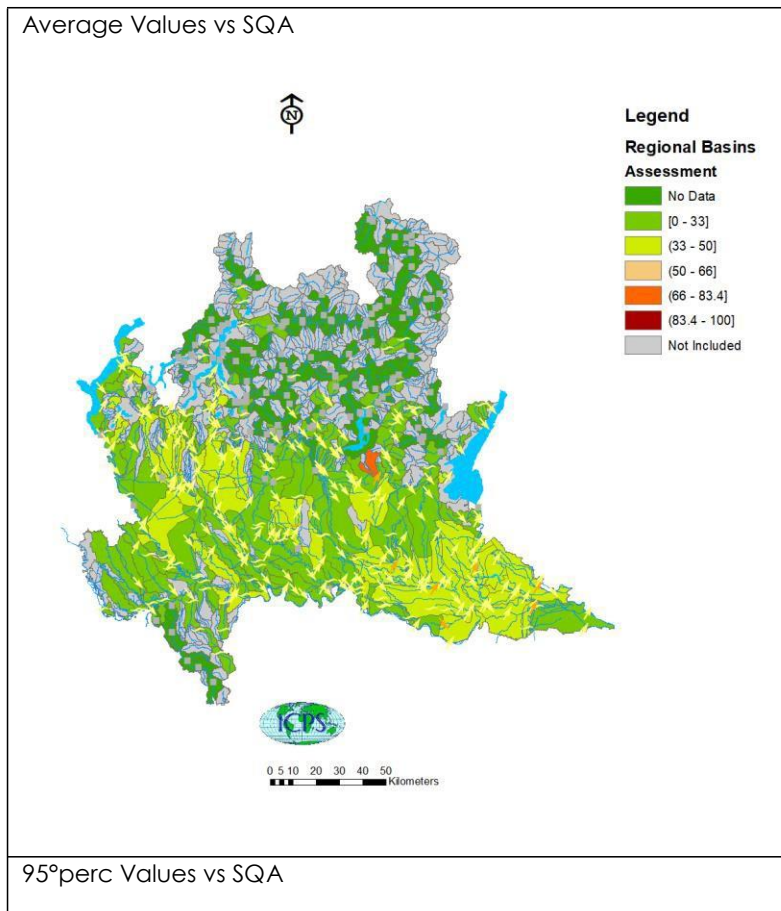 Average Values vs SQA
N
Legend
Regional Basins
Assessment
No Data
[0 - 33]
(33 - 50]
(50 - 66]
(66 - 83.4]
(83.4 - 100]
Not Included
ICPS
0 5 10 20 30 40 50
Kilometers
95°perc Values vs SQA